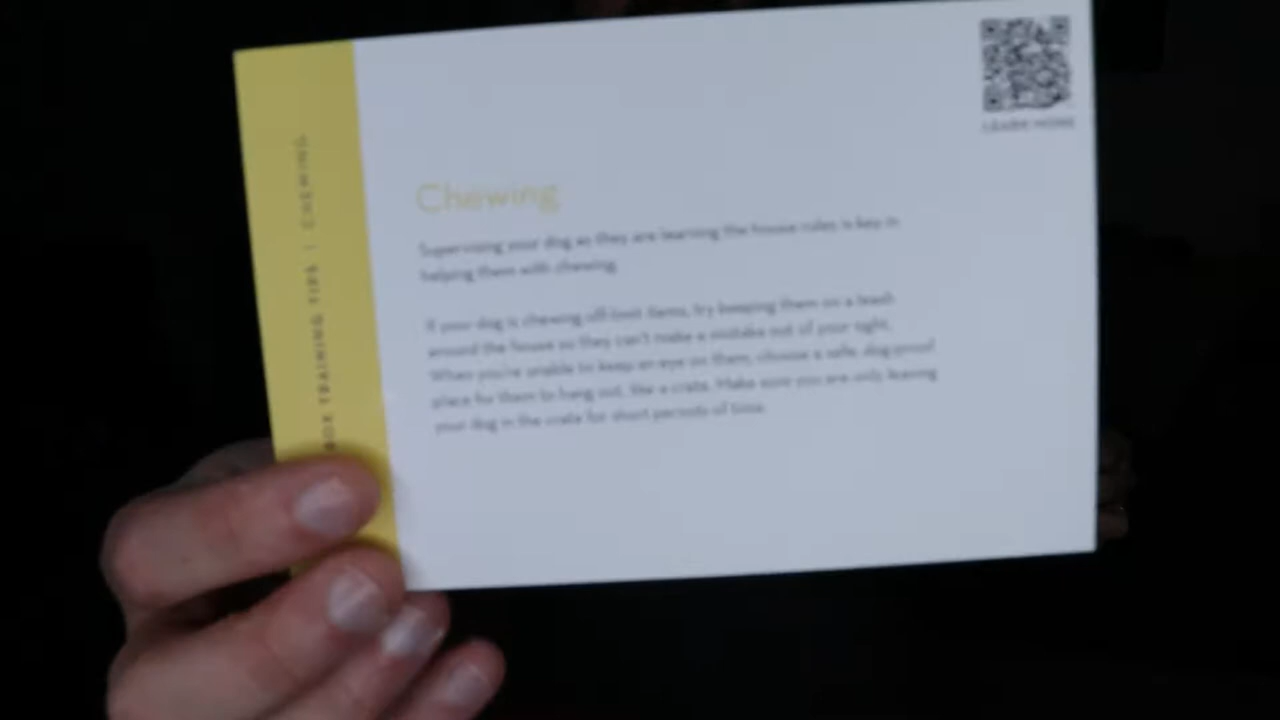 TRAINING TIPS | CHEWING
LEARN MORE
Chewing
Supervising your dog as they are learning the house rules is key in
helping them with chewing.
If your dog is chewing off-limit items, try keeping them on a leash
around the house so they can't make a mistake out of your sight.
When you're unable to keep an eye on them, choose a safe, dog-proof
place for them to hang out, like a crate. Make sure you are only leaving
your dog in the crate for short periods of time.